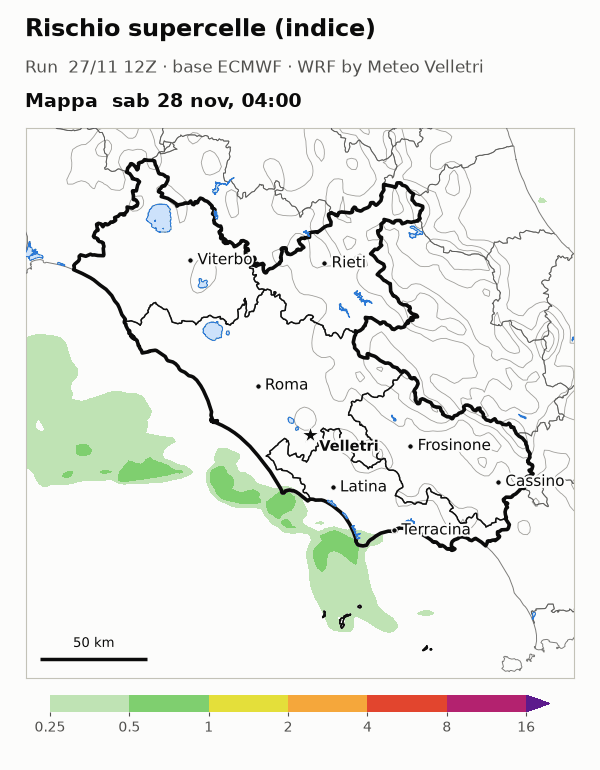 Rischio supercelle (indice)
Run  27/11 12Z · base ECMWF · WRF by Meteo Velletri
Mappa  sab 28 nov, 04:00
Viterbo
Rieti
Roma
Velletri
Frosinone
Latina
Cassino
Terracina
50 km
0.25 0.5 1 2 4 8 16